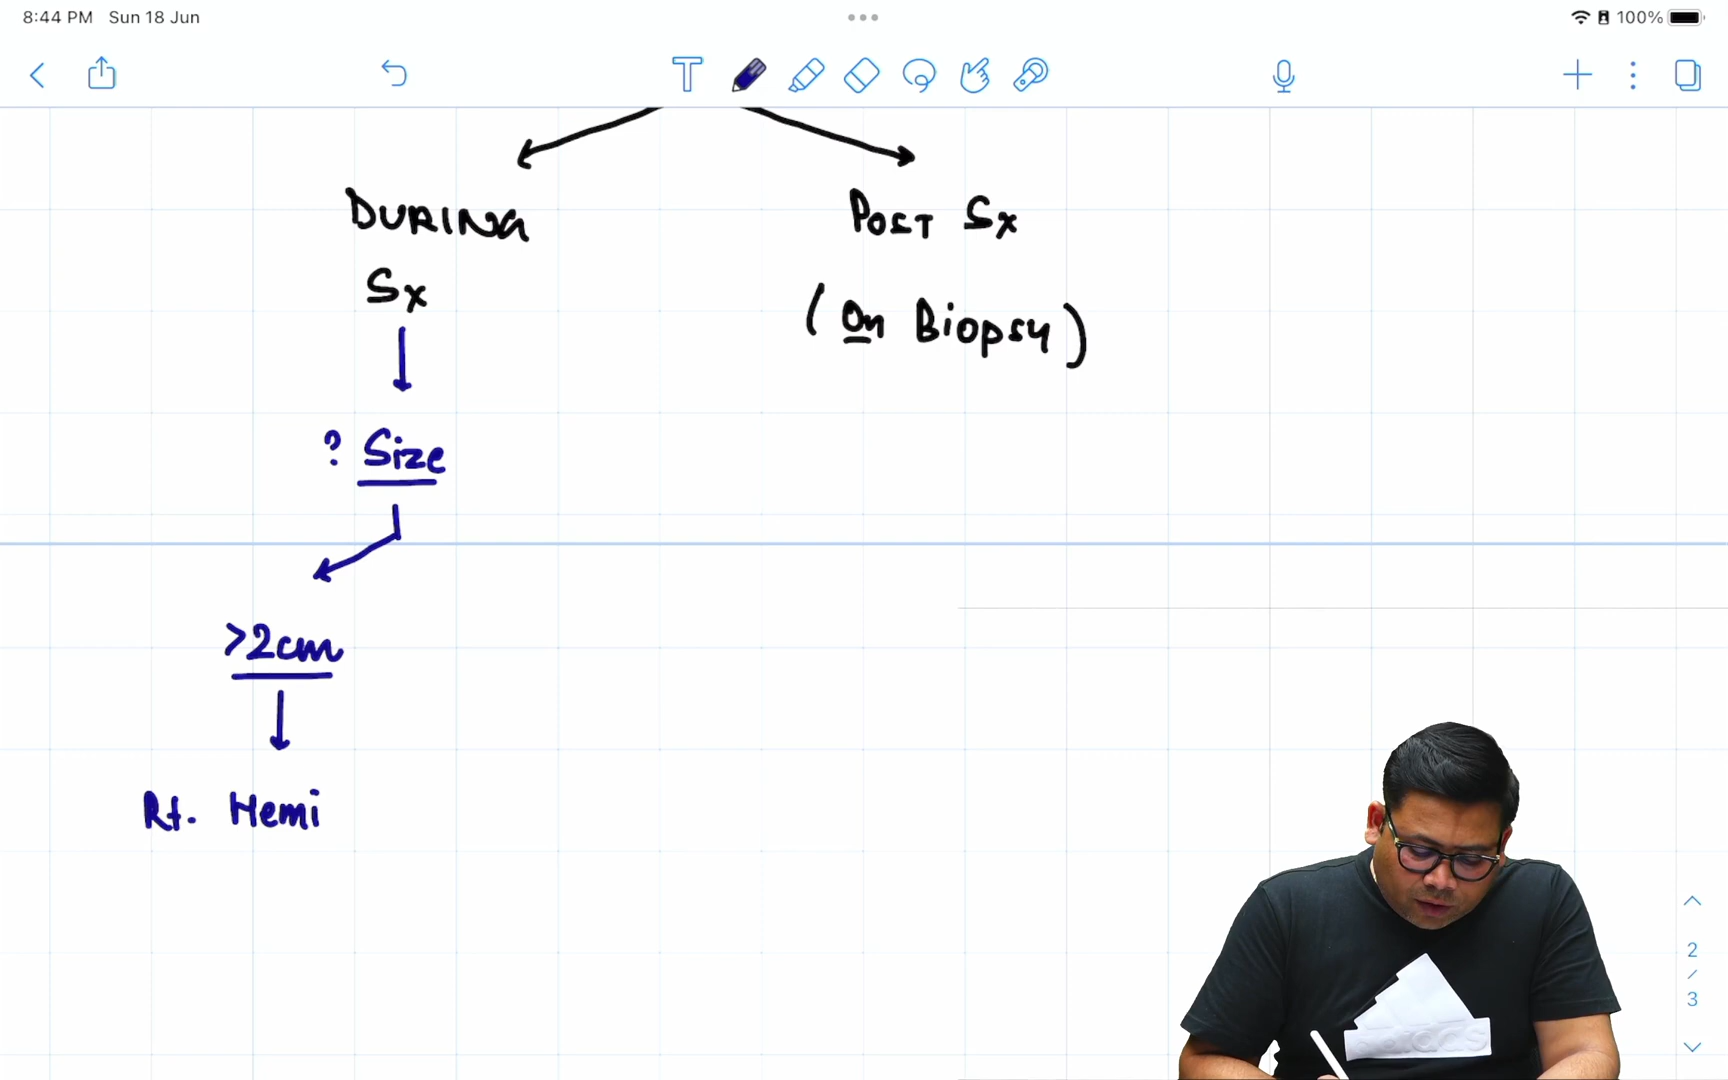 8:44 PM Sun 18 Jun
100%
DURING
Sx
POST Sx
(On Biopsy)
? Size
>2cm
Rt. Hemi
2
/
3